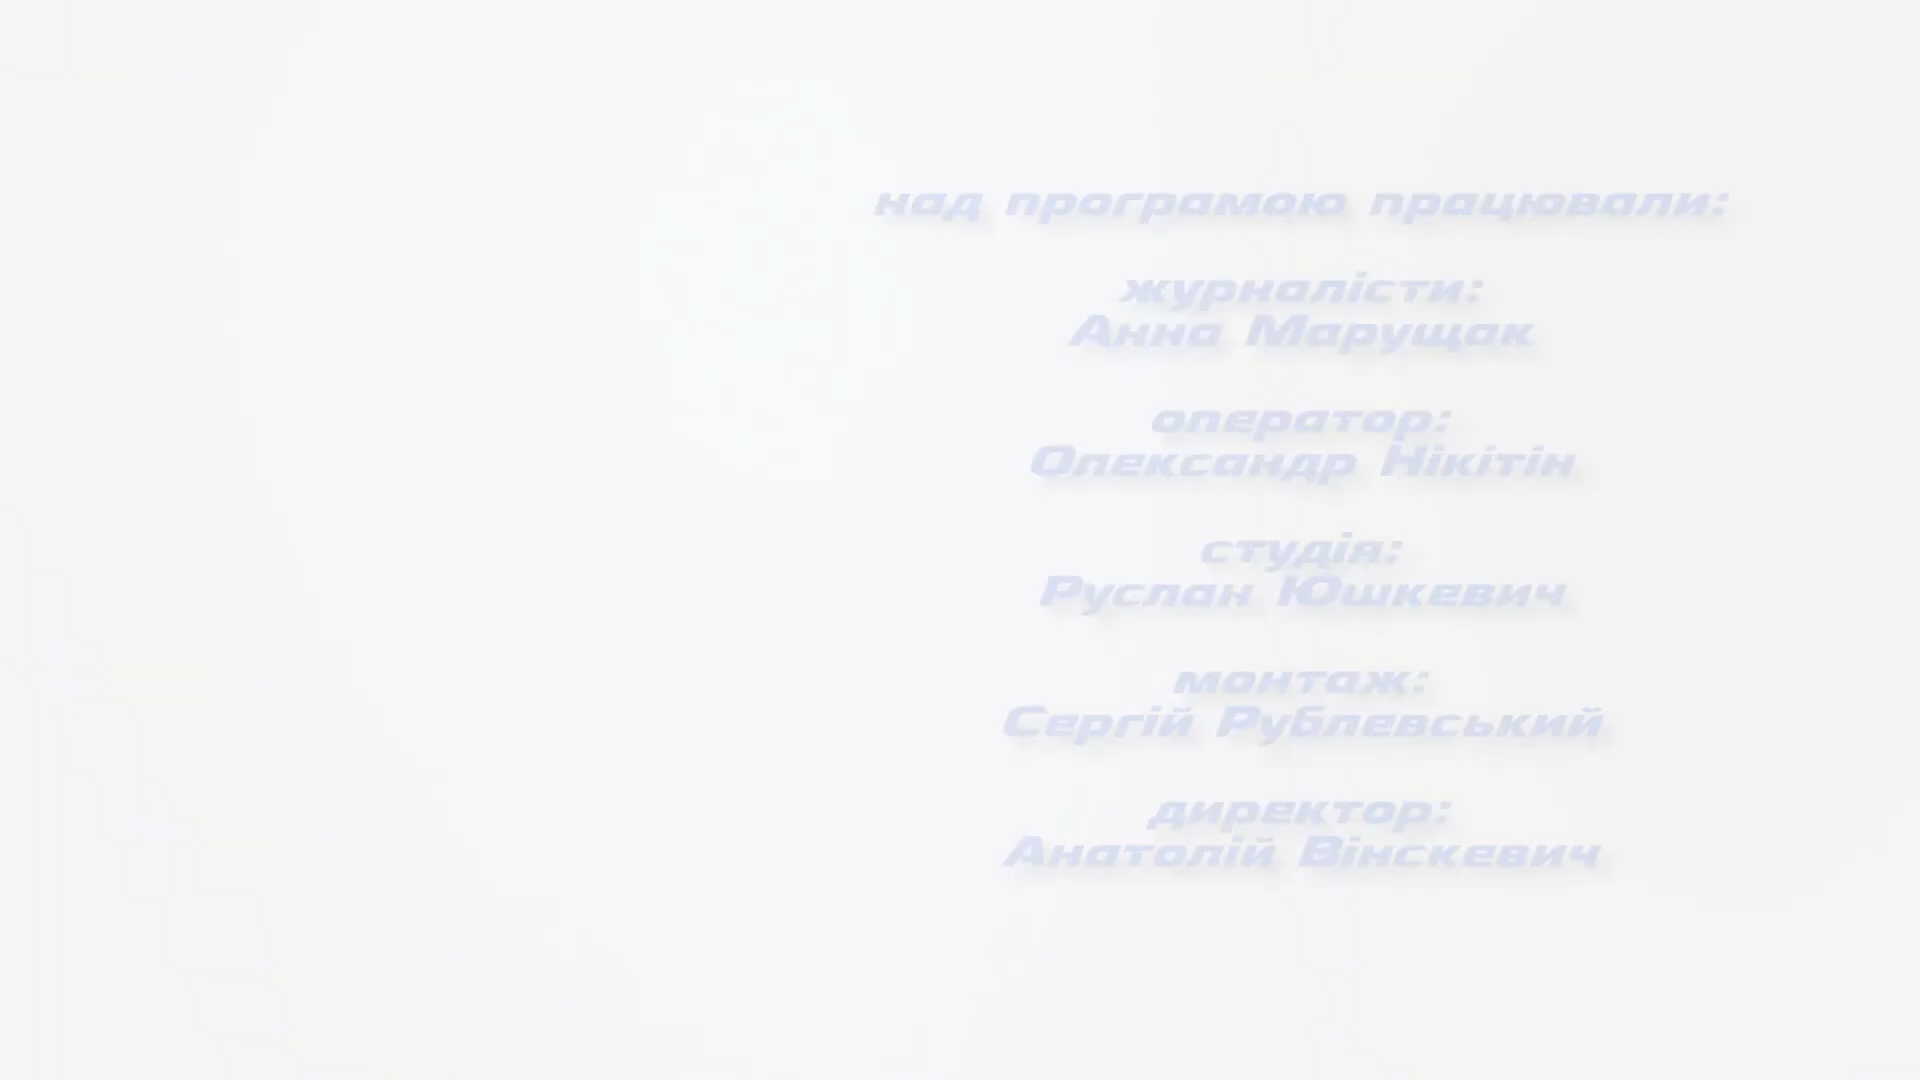 над програмою працювали:
журналісти:
Анна Марущак
оператор:
Олександр Нікітін
студія:
Руслан Юшкевич
монтаж:
Сергій Рублевський
директор:
Анатолій Вінскевич